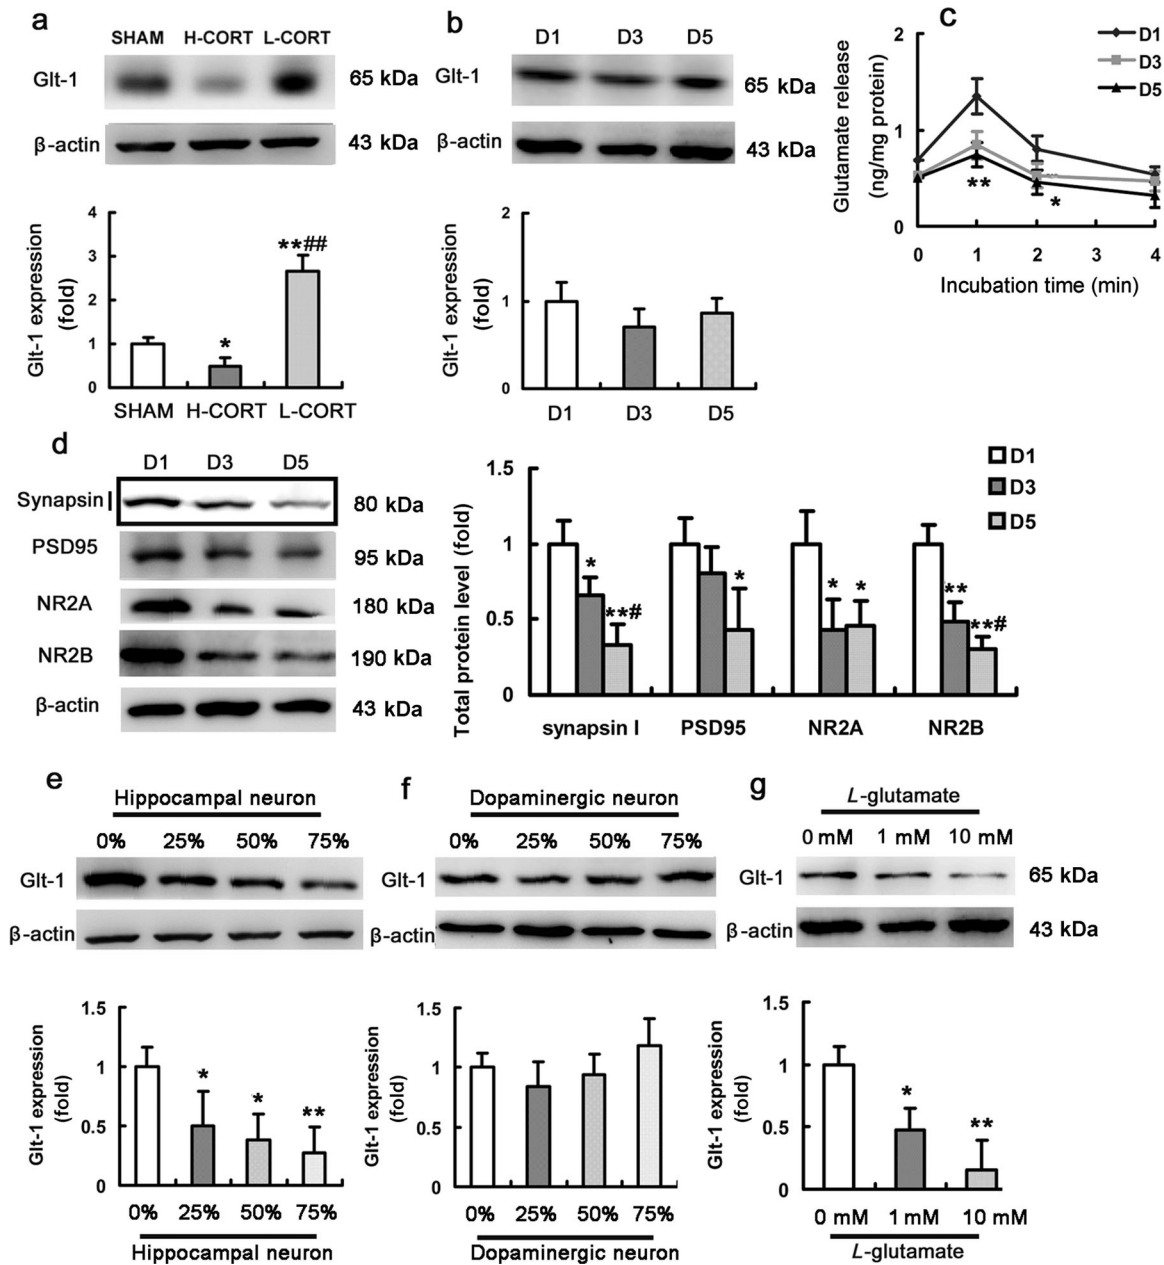 a
SHAM H-CORT L-CORT
Glt-1 65 kDa
β-actin 43 kDa
Glt-1 expression
(fold)
4
3
2
1
0
*
**##
SHAM H-CORT L-CORT
b
D1 D3 D5
Glt-1 65 kDa
β-actin 43 kDa
Glt-1 expression
(fold)
2
1
0
D1 D3 D5
c
Glutamate release
(ng/mg protein)
2
1
0
D1
D3
D5
**
*
0 1 2 3 4
Incubation time (min)
d
D1 D3 D5
Synapsin I 80 kDa
PSD95 95 kDa
NR2A 180 kDa
NR2B 190 kDa
β-actin 43 kDa
Total protein level (fold)
1.5
1
0.5
0
D1
D3
D5
* **# * * * ** **#
synapsin I PSD95 NR2A NR2B
e
Hippocampal neuron
0% 25% 50% 75%
Glt-1
β-actin
Glt-1 expression
(fold)
1.5
1
0.5
0
* * **
0% 25% 50% 75%
Hippocampal neuron
f
Dopaminergic neuron
0% 25% 50% 75%
Glt-1
β-actin
Glt-1 expression
(fold)
1.5
1
0.5
0
0% 25% 50% 75%
Dopaminergic neuron
g
L-glutamate
0 mM 1 mM 10 mM
Glt-1 65 kDa
β-actin 43 kDa
Glt-1 expression
(fold)
1.5
1
0.5
0
* **
0 mM 1 mM 10 mM
L-glutamate